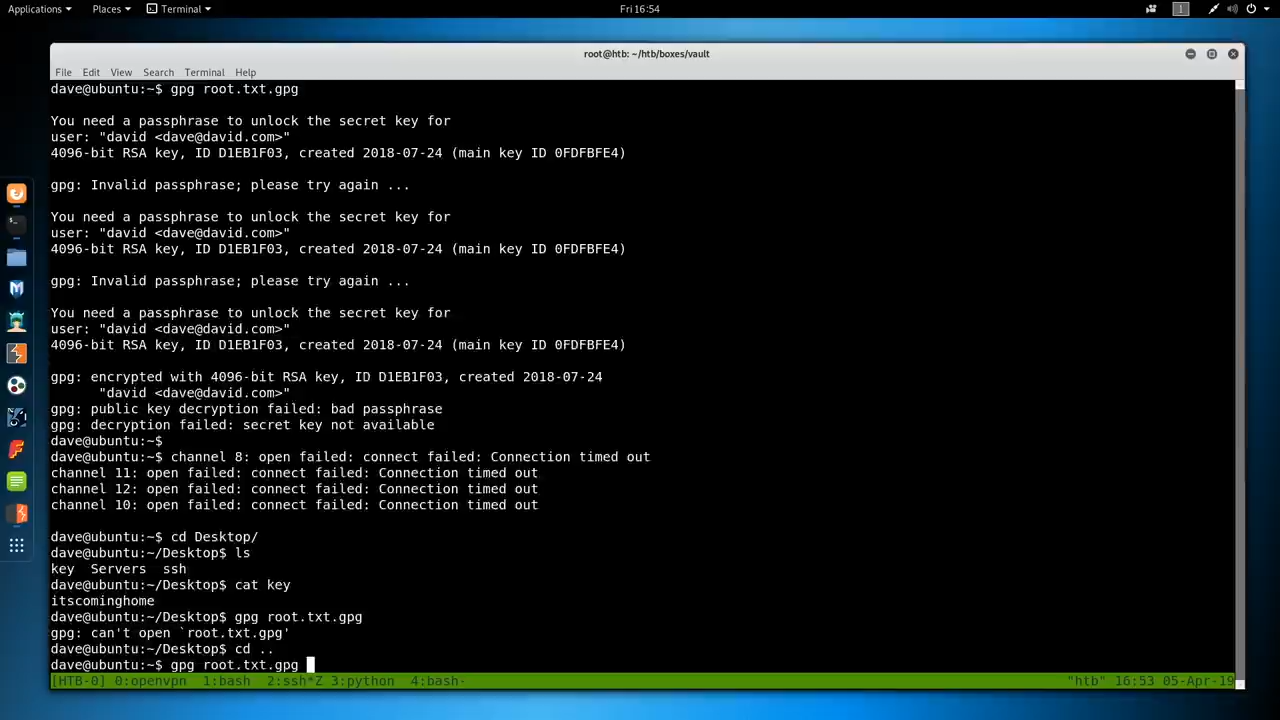 Applications Places Terminal Fri 16:54 1
root@htb: ~/htb/boxes/vault
File Edit View Search Terminal Help
dave@ubuntu:~$ gpg root.txt.gpg
You need a passphrase to unlock the secret key for
user: "david <dave@david.com>"
4096-bit RSA key, ID D1EB1F03, created 2018-07-24 (main key ID 0FDFBFE4)
gpg: Invalid passphrase; please try again ...
You need a passphrase to unlock the secret key for
user: "david <dave@david.com>"
4096-bit RSA key, ID D1EB1F03, created 2018-07-24 (main key ID 0FDFBFE4)
gpg: Invalid passphrase; please try again ...
You need a passphrase to unlock the secret key for
user: "david <dave@david.com>"
4096-bit RSA key, ID D1EB1F03, created 2018-07-24 (main key ID 0FDFBFE4)
gpg: encrypted with 4096-bit RSA key, ID D1EB1F03, created 2018-07-24
"david <dave@david.com>"
gpg: public key decryption failed: bad passphrase
gpg: decryption failed: secret key not available
dave@ubuntu:~$
dave@ubuntu:~$ channel 8: open failed: connect failed: Connection timed out
channel 11: open failed: connect failed: Connection timed out
channel 12: open failed: connect failed: Connection timed out
channel 10: open failed: connect failed: Connection timed out
dave@ubuntu:~$ cd Desktop/
dave@ubuntu:~/Desktop$ ls
key Servers ssh
dave@ubuntu:~/Desktop$ cat key
itscominghome
dave@ubuntu:~/Desktop$ gpg root.txt.gpg
gpg: can't open `root.txt.gpg'
dave@ubuntu:~/Desktop$ cd ..
dave@ubuntu:~$ gpg root.txt.gpg
[HTB-0] 0:openvpn 1:bash 2:ssh*Z 3:python 4:bash- "htb" 16:53 05-Apr-19